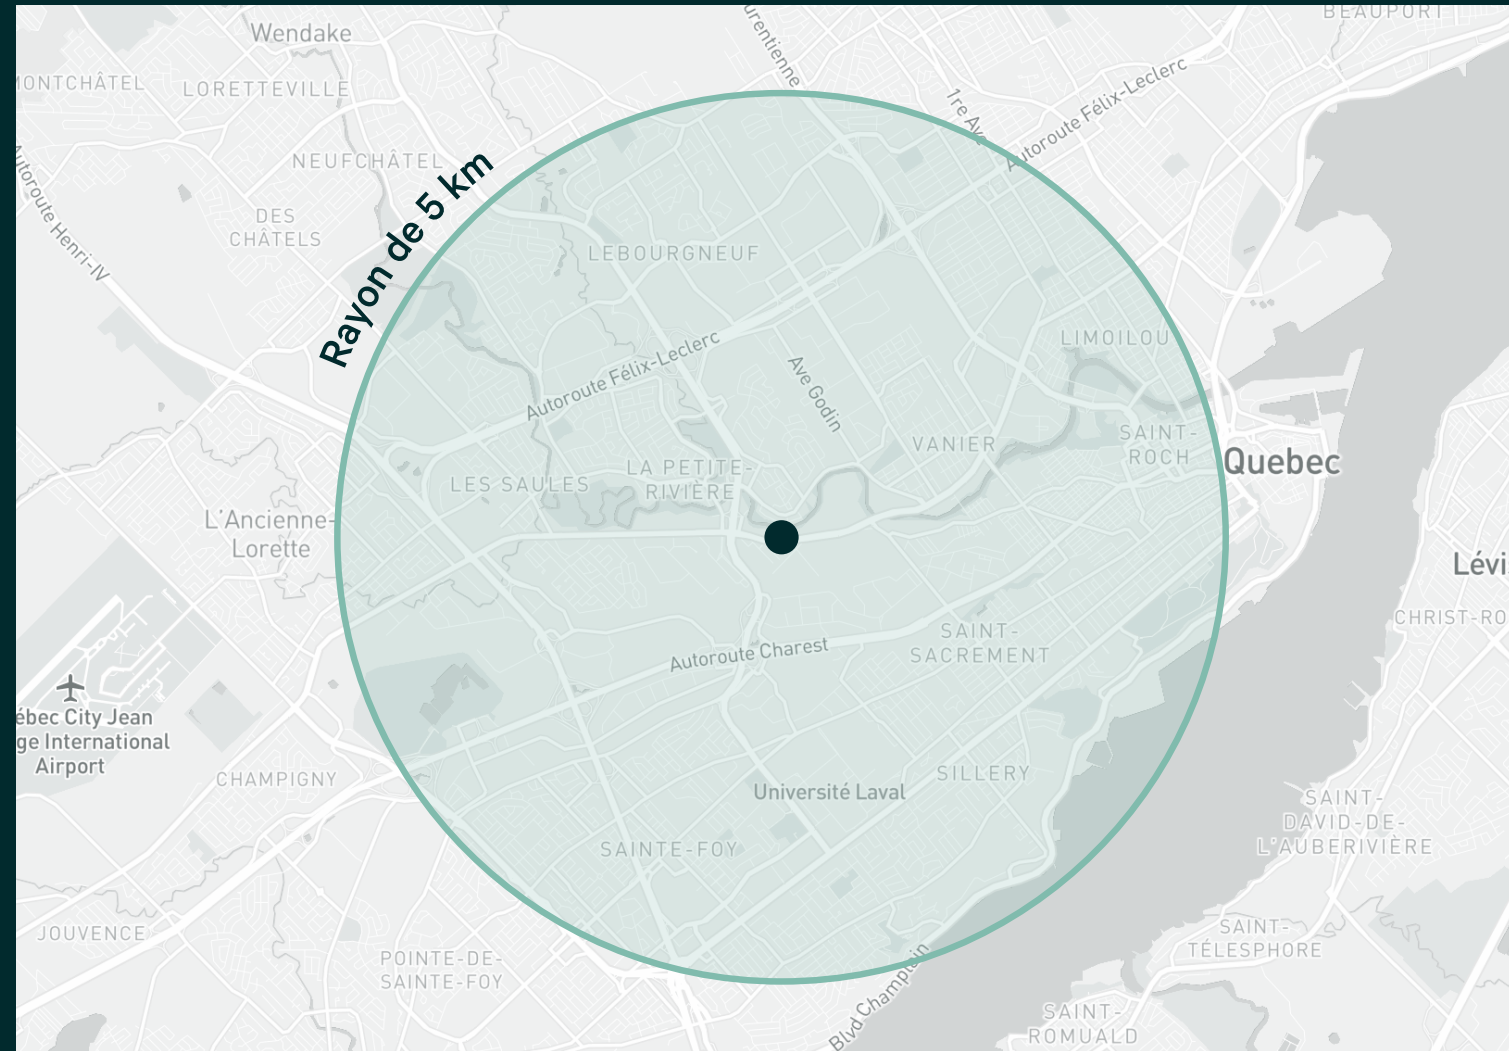 BEAUPORT
Wendake
MONTCHÂTEL
LORETTEVILLE
1re Ave
Autoroute Félix-Leclerc
NEUFCHÂTEL
Autoroute Henri-IV
Rayon de 5 km
DES
CHÂTELS
LEBOURGNEUF
LIMOILOU
Autoroute Félix-Leclerc
Ave Godin
VANIER
SAINT-
ROCH
Quebec
LA PETITE-
RIVIÈRE
LES SAULES
L'Ancienne-
Lorette
Lévi
CHRIST-RO
SAINT-
SACREMENT
Autoroute Charest
ébec City Jean
ge International
Airport
CHAMPIGNY
SILLERY
Université Laval
SAINT-
DAVID-DE-
L'AUBERIVIÈRE
SAINTE-FOY
JOUVENCE
SAINT-
TÉLESPHORE
POINTE-DE-
SAINTE-FOY
Blvd Champlain
SAINT-
ROMUALD